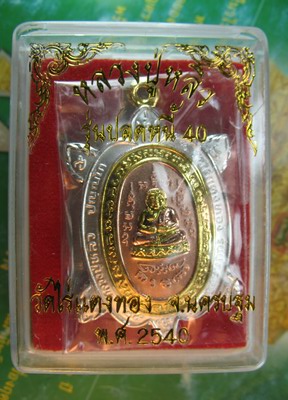 หลวงปู่หลิว
รุ่นปลดหนี้ 40
วัดไร่แตงทอง จ.นครปฐม
พ.ศ.2540